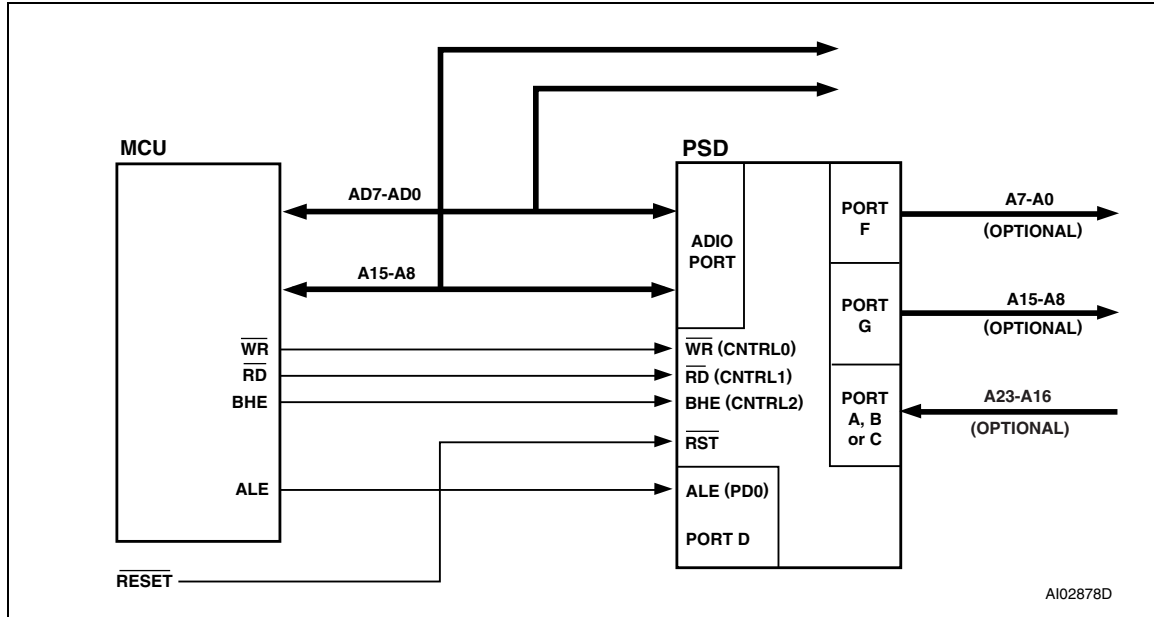 MCU
PSD
AD7-AD0
A15-A8
WR
RD
BHE
ALE
RESET
ADIO
PORT
WR (CNTRL0)
RD (CNTRL1)
BHE (CNTRL2)
RST
ALE (PD0)
PORT D
PORT
F
PORT
G
PORT
A, B
or C
A7-A0
(OPTIONAL)
A15-A8
(OPTIONAL)
A23-A16
(OPTIONAL)
AI02878D